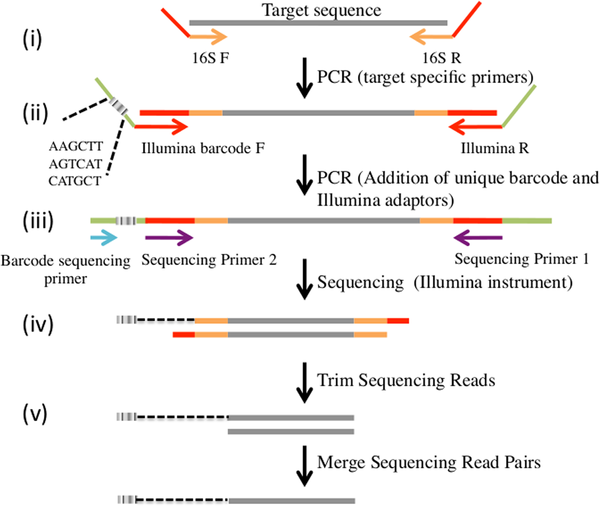 Target sequence
(i)
16S F
16S R
PCR (target specific primers)
(ii)
AAGCTT
AGTCAT
CATGCT
Illumina barcode F
Illumina R
PCR (Addition of unique barcode and
Illumina adaptors)
(iii)
Barcode sequencing
primer
Sequencing Primer 2
Sequencing Primer 1
Sequencing (Illumina instrument)
(iv)
Trim Sequencing Reads
(v)
Merge Sequencing Read Pairs